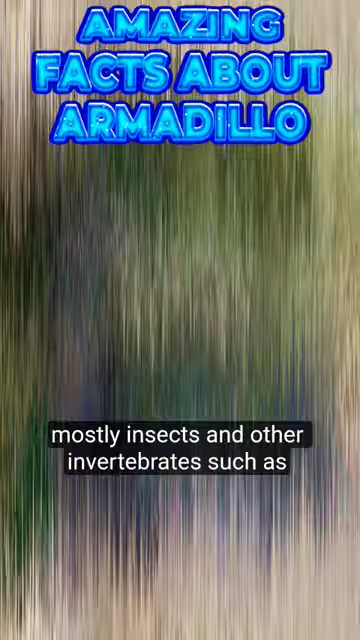 AMAZING
FACTS ABOUT
ARMADILLO
mostly insects and other
invertebrates such as